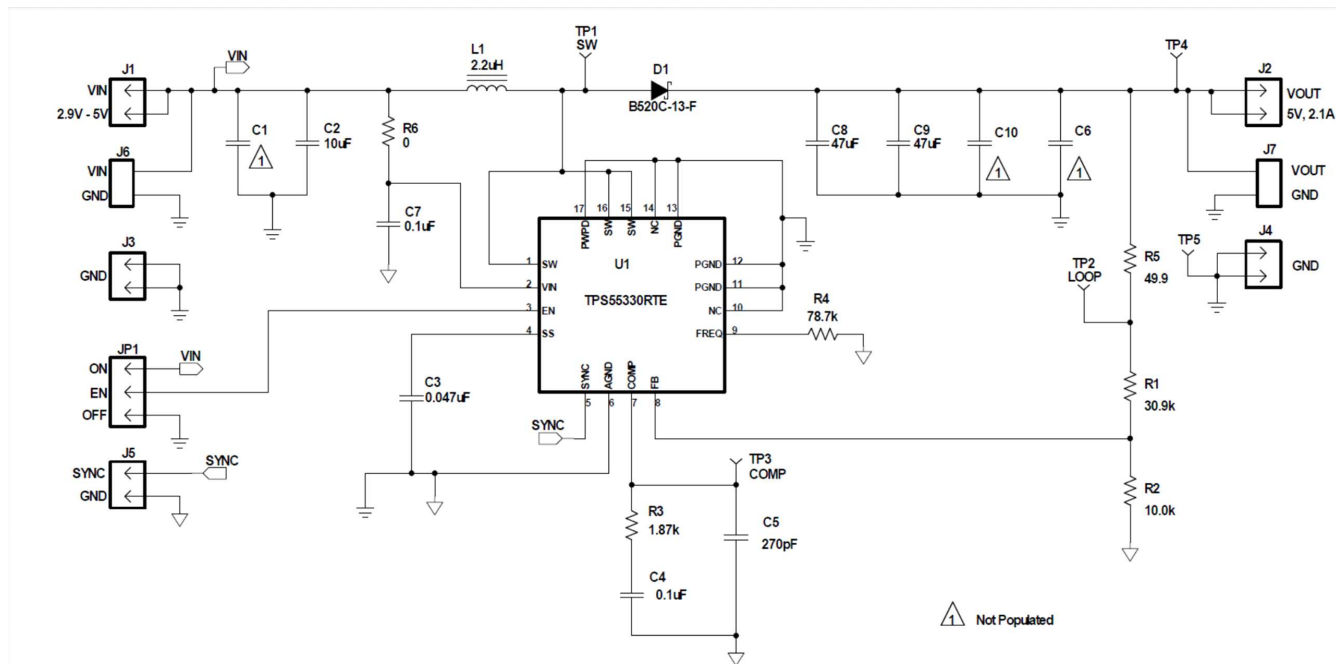 TP1
SW
TP4
L1
2.2uH
VIN
J1
VIN
2.9V - 5V
D1
B520C-13-F
J2
VOUT
5V, 2.1A
C1
1
C2
10uF
R6
0
C8
47uF
C9
47uF
C10
1
C6
1
J6
VIN
GND
J7
VOUT
GND
C7
0.1uF
17
16
15
14
13
PWPD
SW
SW
NC
PGND
U1
TPS55330RTE
1
SW
2
VIN
3
EN
4
SS
PGND
12
PGND
11
NC
10
FREQ
9
SYNC
AGND
COMP
FB
5
6
7
8
J3
GND
TP5
J4
GND
TP2
LOOP
R5
49.9
R4
78.7k
JP1
ON
EN
OFF
VIN
C3
0.047uF
R1
30.9k
SYNC
J5
SYNC
GND
SYNC
TP3
COMP
R2
10.0k
R3
1.87k
C5
270pF
C4
0.1uF
1
Not Populated